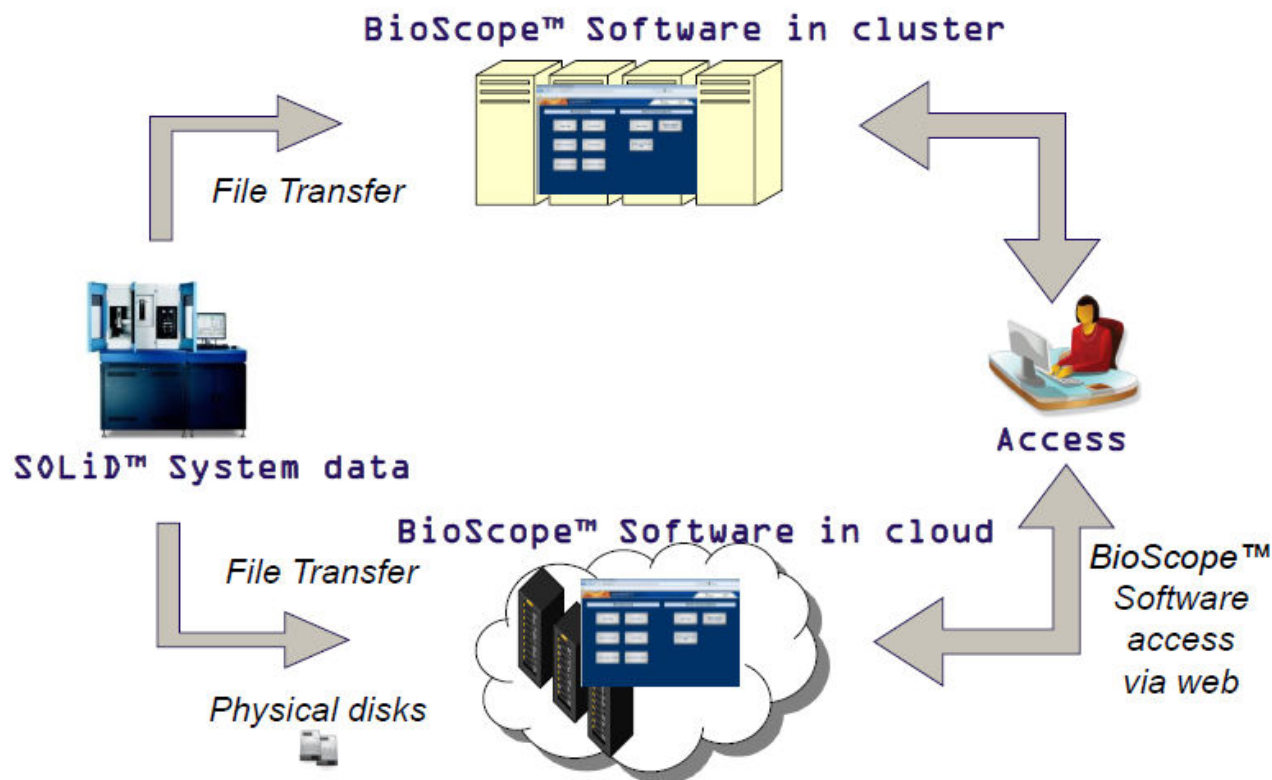 BioScope™ Software in cluster
File Transfer
SOLiD™ System data
Access
BioScope™ Software in cloud
File Transfer
Physical disks
BioScope™
Software
access
via web